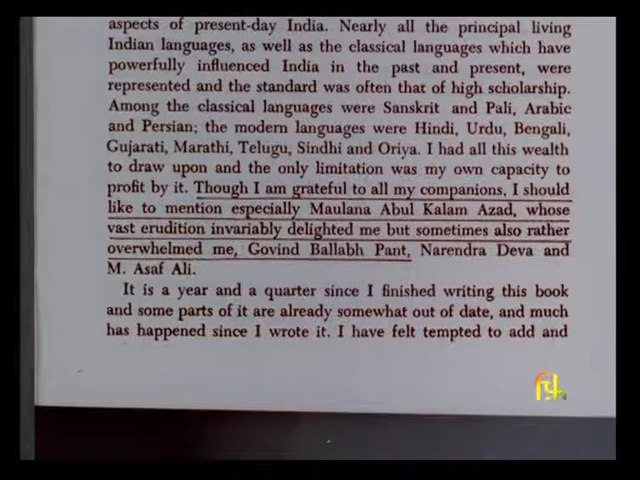 aspects of present-day India. Nearly all the principal living
Indian languages, as well as the classical languages which have
powerfully influenced India in the past and present, were
represented and the standard was often that of high scholarship.
Among the classical languages were Sanskrit and Pali, Arabic
and Persian; the modern languages were Hindi, Urdu, Bengali,
Gujarati, Marathi, Telugu, Sindhi and Oriya. I had all this wealth
to draw upon and the only limitation was my own capacity to
profit by it. Though I am grateful to all my companions, I should
like to mention especially Maulana Abul Kalam Azad, whose
vast erudition invariably delighted me but sometimes also rather
overwhelmed me, Govind Ballabh Pant, Narendra Deva and
M. Asaf Ali.
It is a year and a quarter since I finished writing this book
and some parts of it are already somewhat out of date, and much
has happened since I wrote it. I have felt tempted to add and